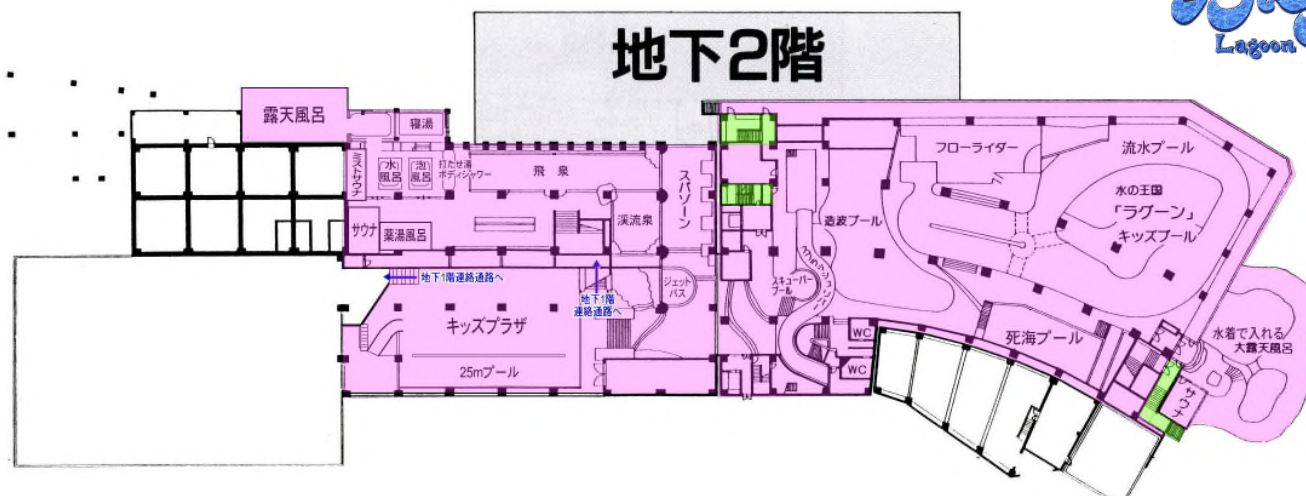 地下2階
Lagoon
露天風呂
寝湯
ミストサウナ
水風呂
泡風呂
打たせ湯
ボディシャワー
飛泉
スパゾーン
渓流泉
サウナ
薬湯風呂
地下1階連絡通路へ
地下1階
連絡通路へ
ジェット
バス
キッズプラザ
25mプール
フローライダー
流水プール
水の王国
「ラグーン」
キッズプール
造波プール
スキューバー
プール
死海プール
WC
WC
水着で入れる
大露天風呂
サウナ